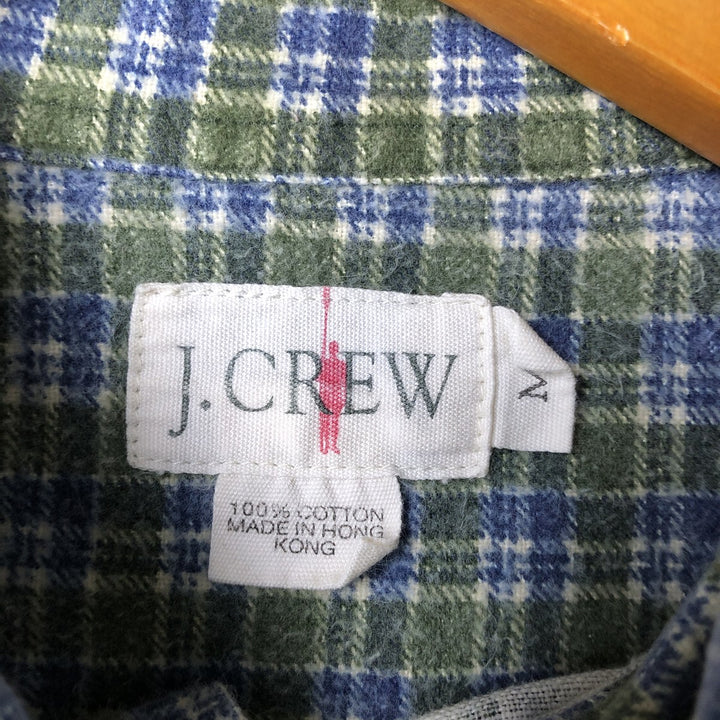 J.CREW
M
100% COTTON
MADE IN HONG
KONG